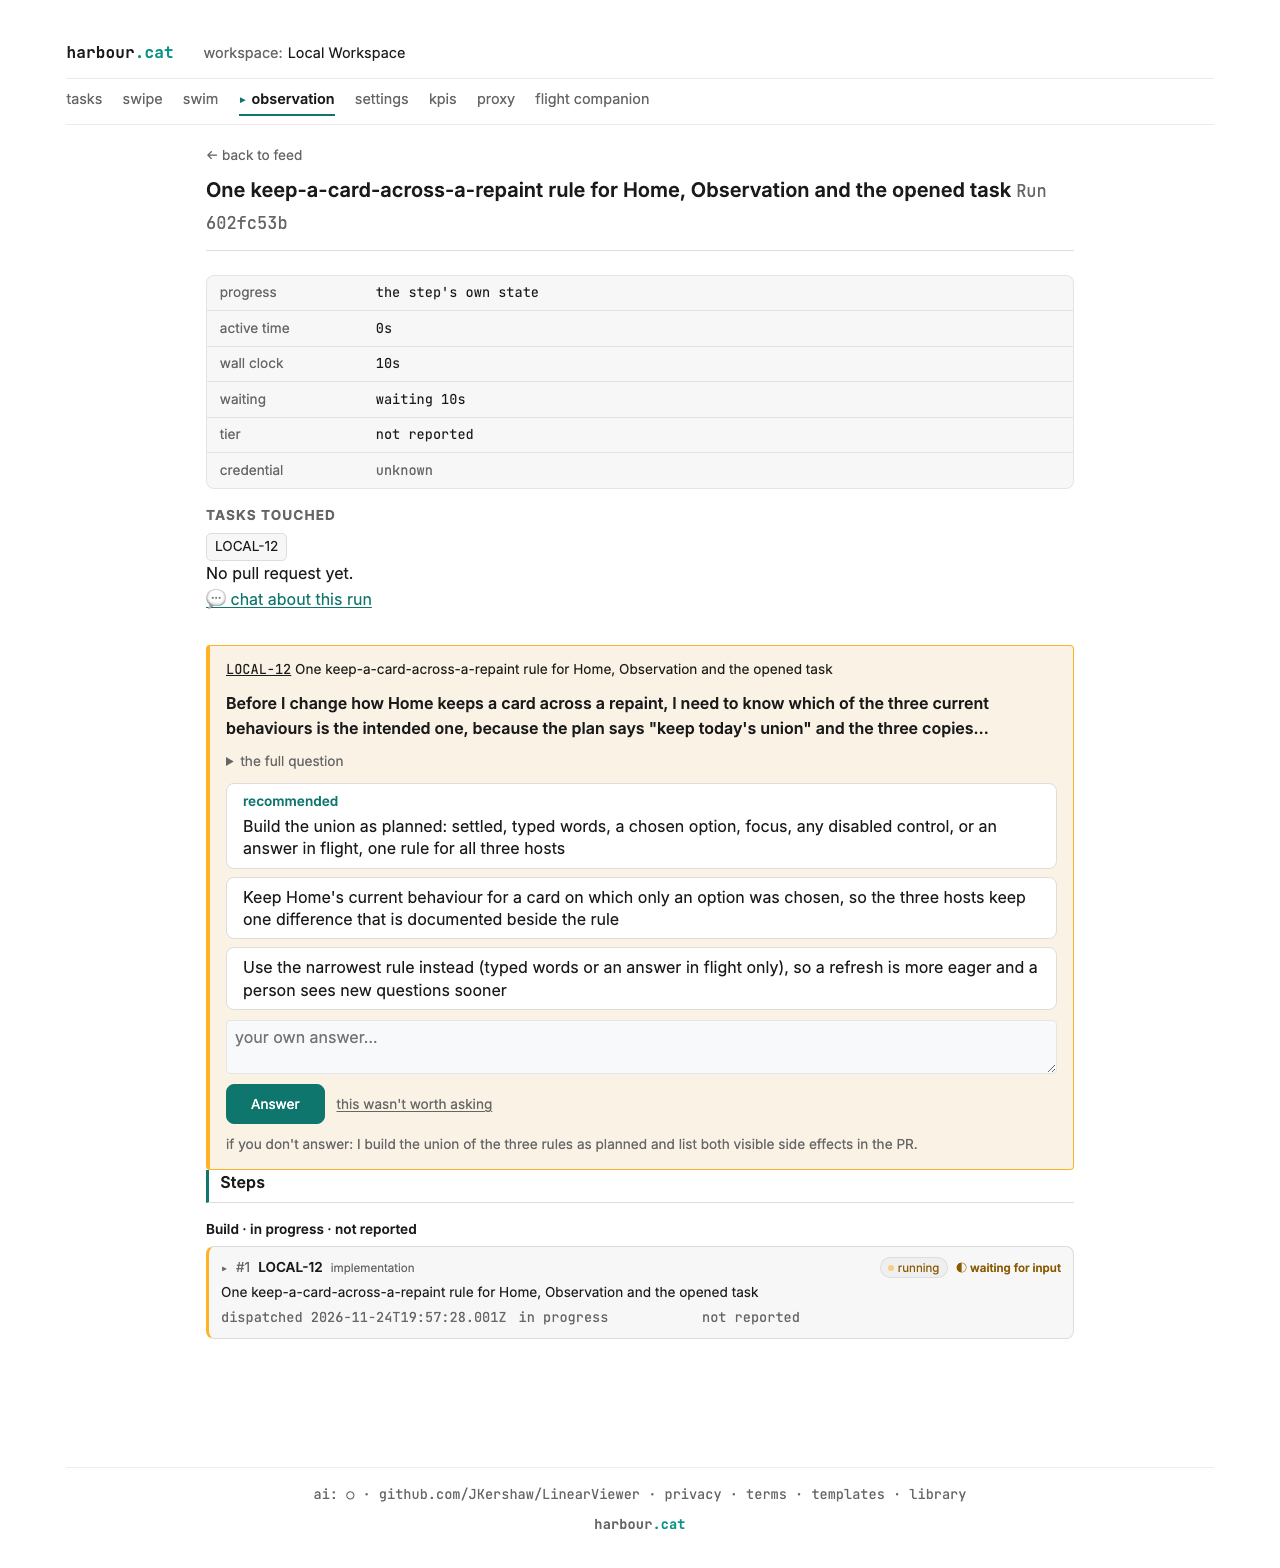 harbour.cat workspace: Local Workspace
tasks swipe swim ▸ observation settings kpis proxy flight companion
← back to feed
One keep-a-card-across-a-repaint rule for Home, Observation and the opened task Run
602fc53b
progress the step's own state
active time 0s
wall clock 10s
waiting waiting 10s
tier not reported
credential unknown
TASKS TOUCHED
LOCAL-12
No pull request yet.
💬 chat about this run
LOCAL-12 One keep-a-card-across-a-repaint rule for Home, Observation and the opened task
Before I change how Home keeps a card across a repaint, I need to know which of the three current
behaviours is the intended one, because the plan says "keep today's union" and the three copies…
▶ the full question
recommended
Build the union as planned: settled, typed words, a chosen option, focus, any disabled control, or an
answer in flight, one rule for all three hosts
Keep Home's current behaviour for a card on which only an option was chosen, so the three hosts keep
one difference that is documented beside the rule
Use the narrowest rule instead (typed words or an answer in flight only), so a refresh is more eager and a
person sees new questions sooner
your own answer…
Answer this wasn't worth asking
if you don't answer: I build the union of the three rules as planned and list both visible side effects in the PR.
Steps
Build · in progress · not reported
▸ #1 LOCAL-12 implementation running ◐ waiting for input
One keep-a-card-across-a-repaint rule for Home, Observation and the opened task
dispatched 2026-11-24T19:57:28.001Z in progress not reported
ai: ○ · github.com/JKershaw/LinearViewer · privacy · terms · templates · library
harbour.cat